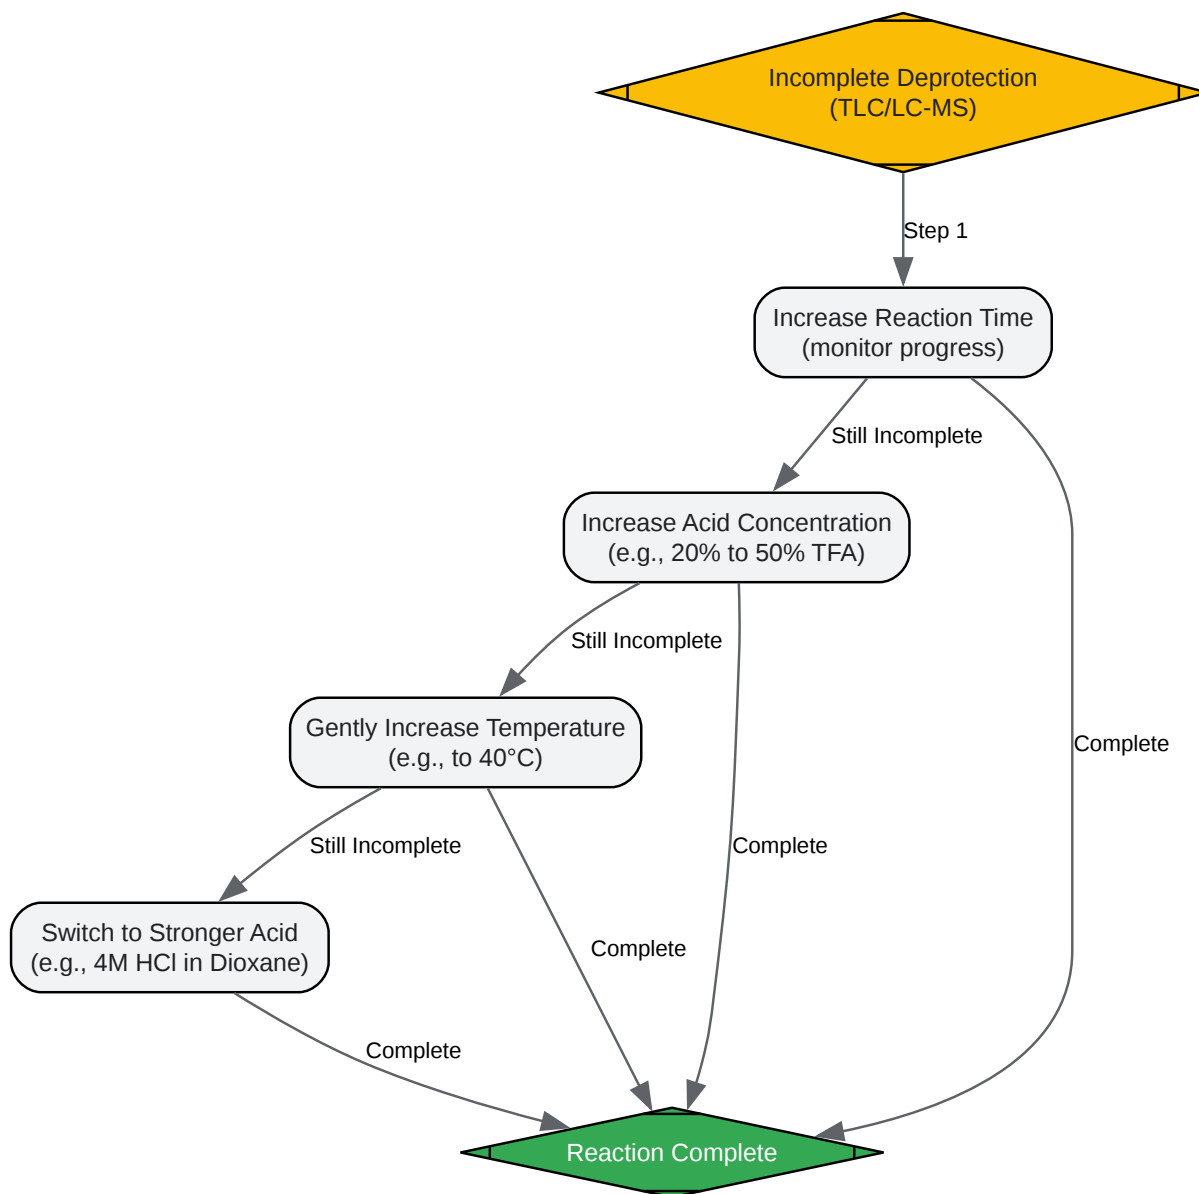 Incomplete Deprotection
(TLC/LC-MS)
Step 1
Increase Reaction Time
(monitor progress)
Still Incomplete
Increase Acid Concentration
(e.g., 20% to 50% TFA)
Still Incomplete
Gently Increase Temperature
(e.g., to 40°C)
Complete
Still Incomplete
Complete
Switch to Stronger Acid
(e.g., 4M HCl in Dioxane)
Complete
Complete
Reaction Complete